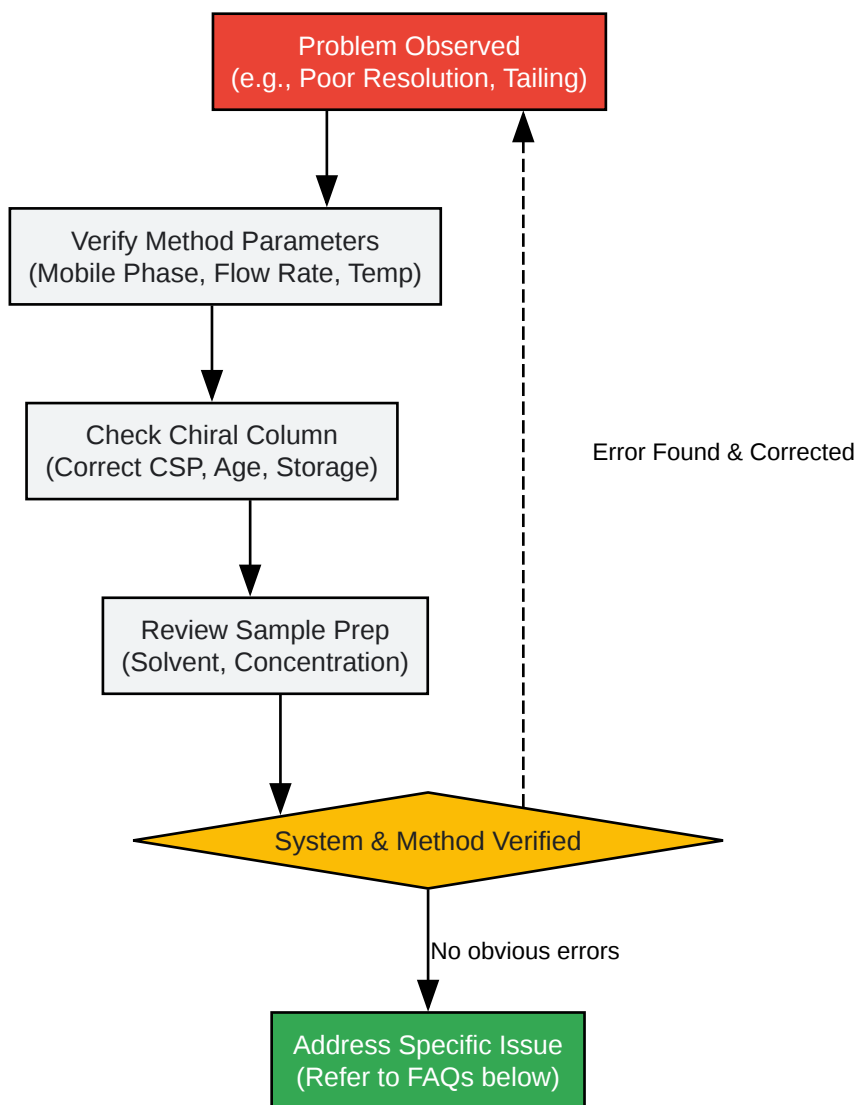 Problem Observed
(e.g., Poor Resolution, Tailing)
Verify Method Parameters
(Mobile Phase, Flow Rate, Temp)
Check Chiral Column
(Correct CSP, Age, Storage)
Error Found & Corrected
Review Sample Prep
(Solvent, Concentration)
System & Method Verified
No obvious errors
Address Specific Issue
(Refer to FAQs below)